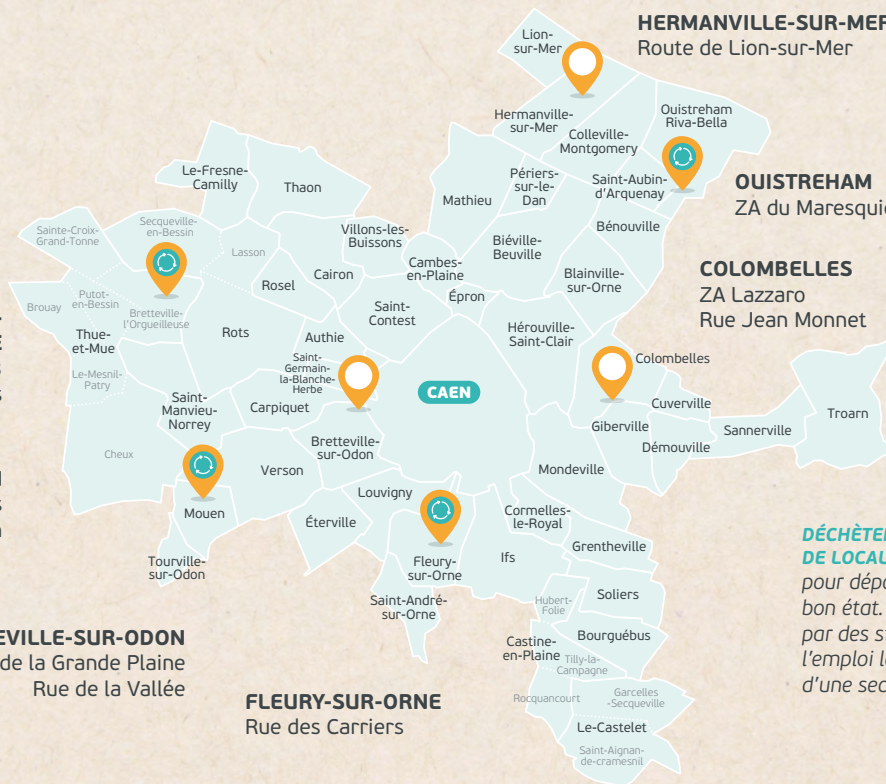 HERMANVILLE-SUR-MER
Route de Lion-sur-Mer
Lion-
sur-Mer
Hermanville-
sur-Mer
Colleville-
Montgomery
Ouistreham
Riva-Bella
OUISTREHAM
ZA du Maresquie
Le-Fresne-
Camilly
Thaon
Mathieu
Périers-
sur-le-
Dan
Saint-Aubin-
d'Arquenay
Bénouville
Sainte-Croix-
Grand-Tonne
Secqueville-
en-Bessin
Lasson
Villons-les-
Buissons
Cambes-
en-Plaine
Biéville-
Beuville
Blainville-
sur-Orne
COLOMBELLES
ZA Lazzaro
Rue Jean Monnet
Brouay
Putot-
en-Bessin
Bretteville-
l'Orgueilleuse
Rosel
Cairon
Saint-
Contest
Épron
Hérouville-
Saint-Clair
Thue-
et-Mue
Rots
Authie
Le-Mesnil-
Patry
Saint-
Germain-
la-Blanche-
Herbe
CAEN
Colombelles
Cuverville
Saint-
Manvieu-
Norrey
Carpiquet
Giberville
Démouville
Sannerville
Troarn
Cheux
Bretteville-
sur-Odon
Verson
Mondeville
Mouen
Louvigny
Éterville
Cormelles-
le-Royal
Grentheville
Tourville-
sur-Odon
Fleury-
sur-Orne
Ifs
Saint-André-
sur-Orne
Hubert-
Folie
Soliers
Bourguébus
Castine-
en-Plaine
Tilly-la-
Campagne
Rocquancourt
Garcelles
-Secqueville
Le-Castelet
Saint-Aignan-
de-cramesnil
EVILLE-SUR-ODON
de la Grande Plaine
Rue de la Vallée
FLEURY-SUR-ORNE
Rue des Carriers
DÉCHÈTE
DE LOCAU
pour dépo
bon état.
par des s
l'emploi l
d'une sec